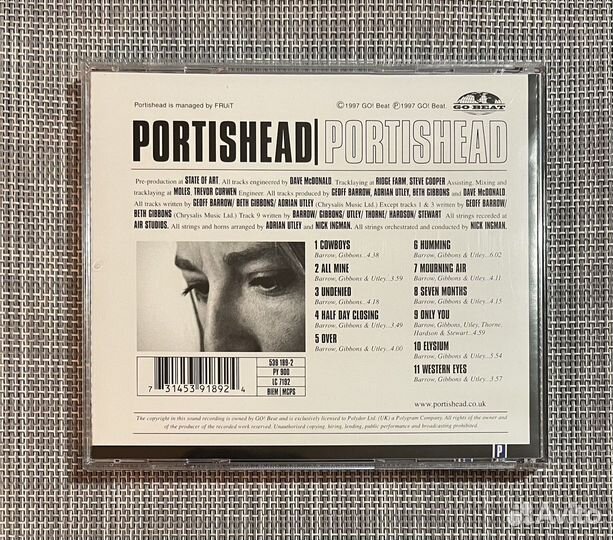 Portishead is managed by FRUiT
©1997 GO! Beat ℗1997 GO! Beat.
GO BEAT
PORTISHEAD|PORTISHEAD
Pre-production at STATE OF ART. All tracks engineered by DAVE McDONALD. Tracklaying at RIDGE FARM, STEVE COOPER Assisting. Mixing and
tracklaying at MOLES, TREVOR CURWEN Engineer. All tracks produced by GEOFF BARROW, ADRIAN UTLEY, BETH GIBBONS and DAVE McDONALD
All tracks written by GEOFF BARROW/ BETH GIBBONS/ ADRIAN UTLEY (Chrysalis Music Ltd.) Except tracks 1 & 3 written by GEOFF BARROW/
BETH GIBBONS (Chrysalis Music Ltd.) Track 9 written by BARROW/ GIBBONS/ UTLEY/ THORNE/ HARDSON/ STEWART. All strings recorded at
AIR STUDIOS. All strings and horns arranged by ADRIAN UTLEY and NICK INGMAN. All strings orchestrated and conducted by NICK INGMAN.
1 COWBOYS
Barrow, Gibbons...4.38
2 ALL MINE
Barrow, Gibbons & Utley...3.59
3 UNDENIED
Barrow, Gibbons...4.18
4 HALF DAY CLOSING
Barrow, Gibbons & Utley...3.49
5 OVER
Barrow, Gibbons & Utley...4.00
6 HUMMING
Barrow, Gibbons & Utley...6.02
7 MOURNING AIR
Barrow, Gibbons & Utley...4.11
8 SEVEN MONTHS
Barrow, Gibbons & Utley...4.15
9 ONLY YOU
Barrow, Gibbons, Utley, Thorne,
Hardson & Stewart...4.59
10 ELYSIUM
Barrow, Gibbons & Utley...5.54
11 WESTERN EYES
Barrow, Gibbons & Utley...3.57
7 31453 91892 4
539 189-2
PY 900
LC 7192
BIEM MCPS
www.portishead.co.uk
The copyright in this sound recording is owned by GO! Beat and is exclusively licensed to Polydor Ltd. (UK) a Polygram Company. All rights of the owner and
of the producer of the recorded work reserved. Unauthorised copying, hiring, lending, public performance and broadcasting prohibited.
P
Avito